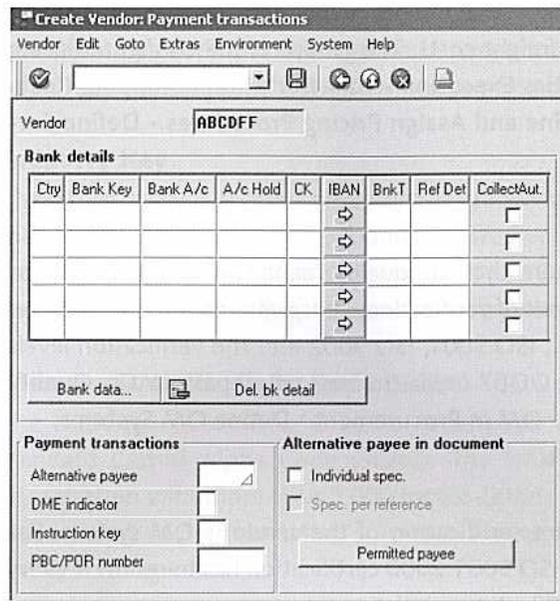 Create Vendor: Payment transactions
Vendor Edit Goto Extras Environment System Help
Vendor ABCDFF
Bank details
Ctry Bank Key Bank A/c A/c Hold CK IBAN BnkT Ref Det CollectAut.
Bank data... Del. bk detail
Payment transactions
Alternative payee
DME indicator
Instruction key
PBC/POR number
Alternative payee in document
Individual spec.
Spec. per reference
Permitted payee